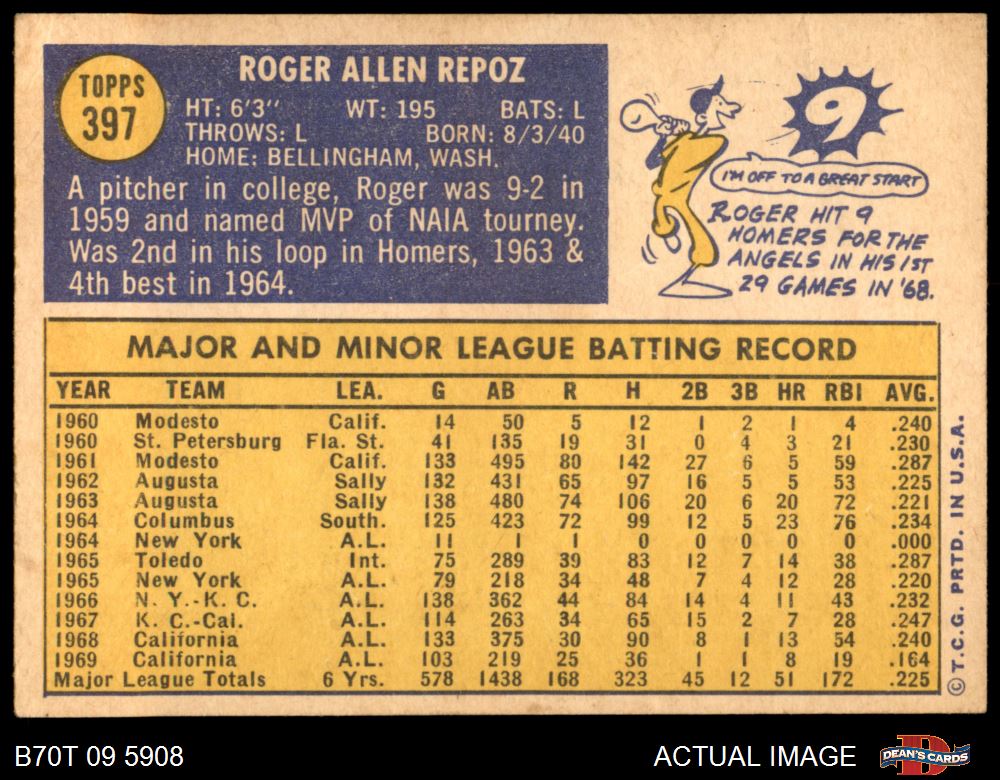 TOPPS
397
ROGER ALLEN REPOZ
HT: 6'3" WT: 195 BATS: L
THROWS: L BORN: 8/3/40
HOME: BELLINGHAM, WASH.
A pitcher in college, Roger was 9-2 in
1959 and named MVP of NAIA tourney.
Was 2nd in his loop in Homers, 1963 &
4th best in 1964.
9
I'M OFF TO A GREAT START
ROGER HIT 9
HOMERS FOR THE
ANGELS IN HIS 1ST
29 GAMES IN '68.
MAJOR AND MINOR LEAGUE BATTING RECORD
YEAR TEAM LEA. G AB R H 2B 3B HR RBI AVG.
1960 Modesto Calif. 14 50 5 12 1 2 1 4 .240
1960 St. Petersburg Fla. St. 41 135 19 31 0 4 3 21 .230
1961 Modesto Calif. 133 495 80 142 27 6 5 59 .287
1962 Augusta Sally 132 431 65 97 16 5 5 53 .225
1963 Augusta Sally 138 480 74 106 20 6 20 72 .221
1964 Columbus South. 125 423 72 99 12 5 23 76 .234
1964 New York A.L. 11 1 1 0 0 0 0 0 .000
1965 Toledo Int. 75 289 39 83 12 7 14 38 .287
1965 New York A.L. 79 218 34 48 7 4 12 28 .220
1966 N. Y.-K. C. A.L. 138 362 44 84 14 4 11 43 .232
1967 K. C.-Cal. A.L. 114 263 34 65 15 2 7 28 .247
1968 California A.L. 133 375 30 90 8 1 13 54 .240
1969 California A.L. 103 219 25 36 1 1 8 19 .164
Major League Totals 6 Yrs. 578 1438 168 323 45 12 51 172 .225
© T.C.G. PRTD. IN U.S.A.
B70T 09 5908 ACTUAL IMAGE
DEAN'S CARDS